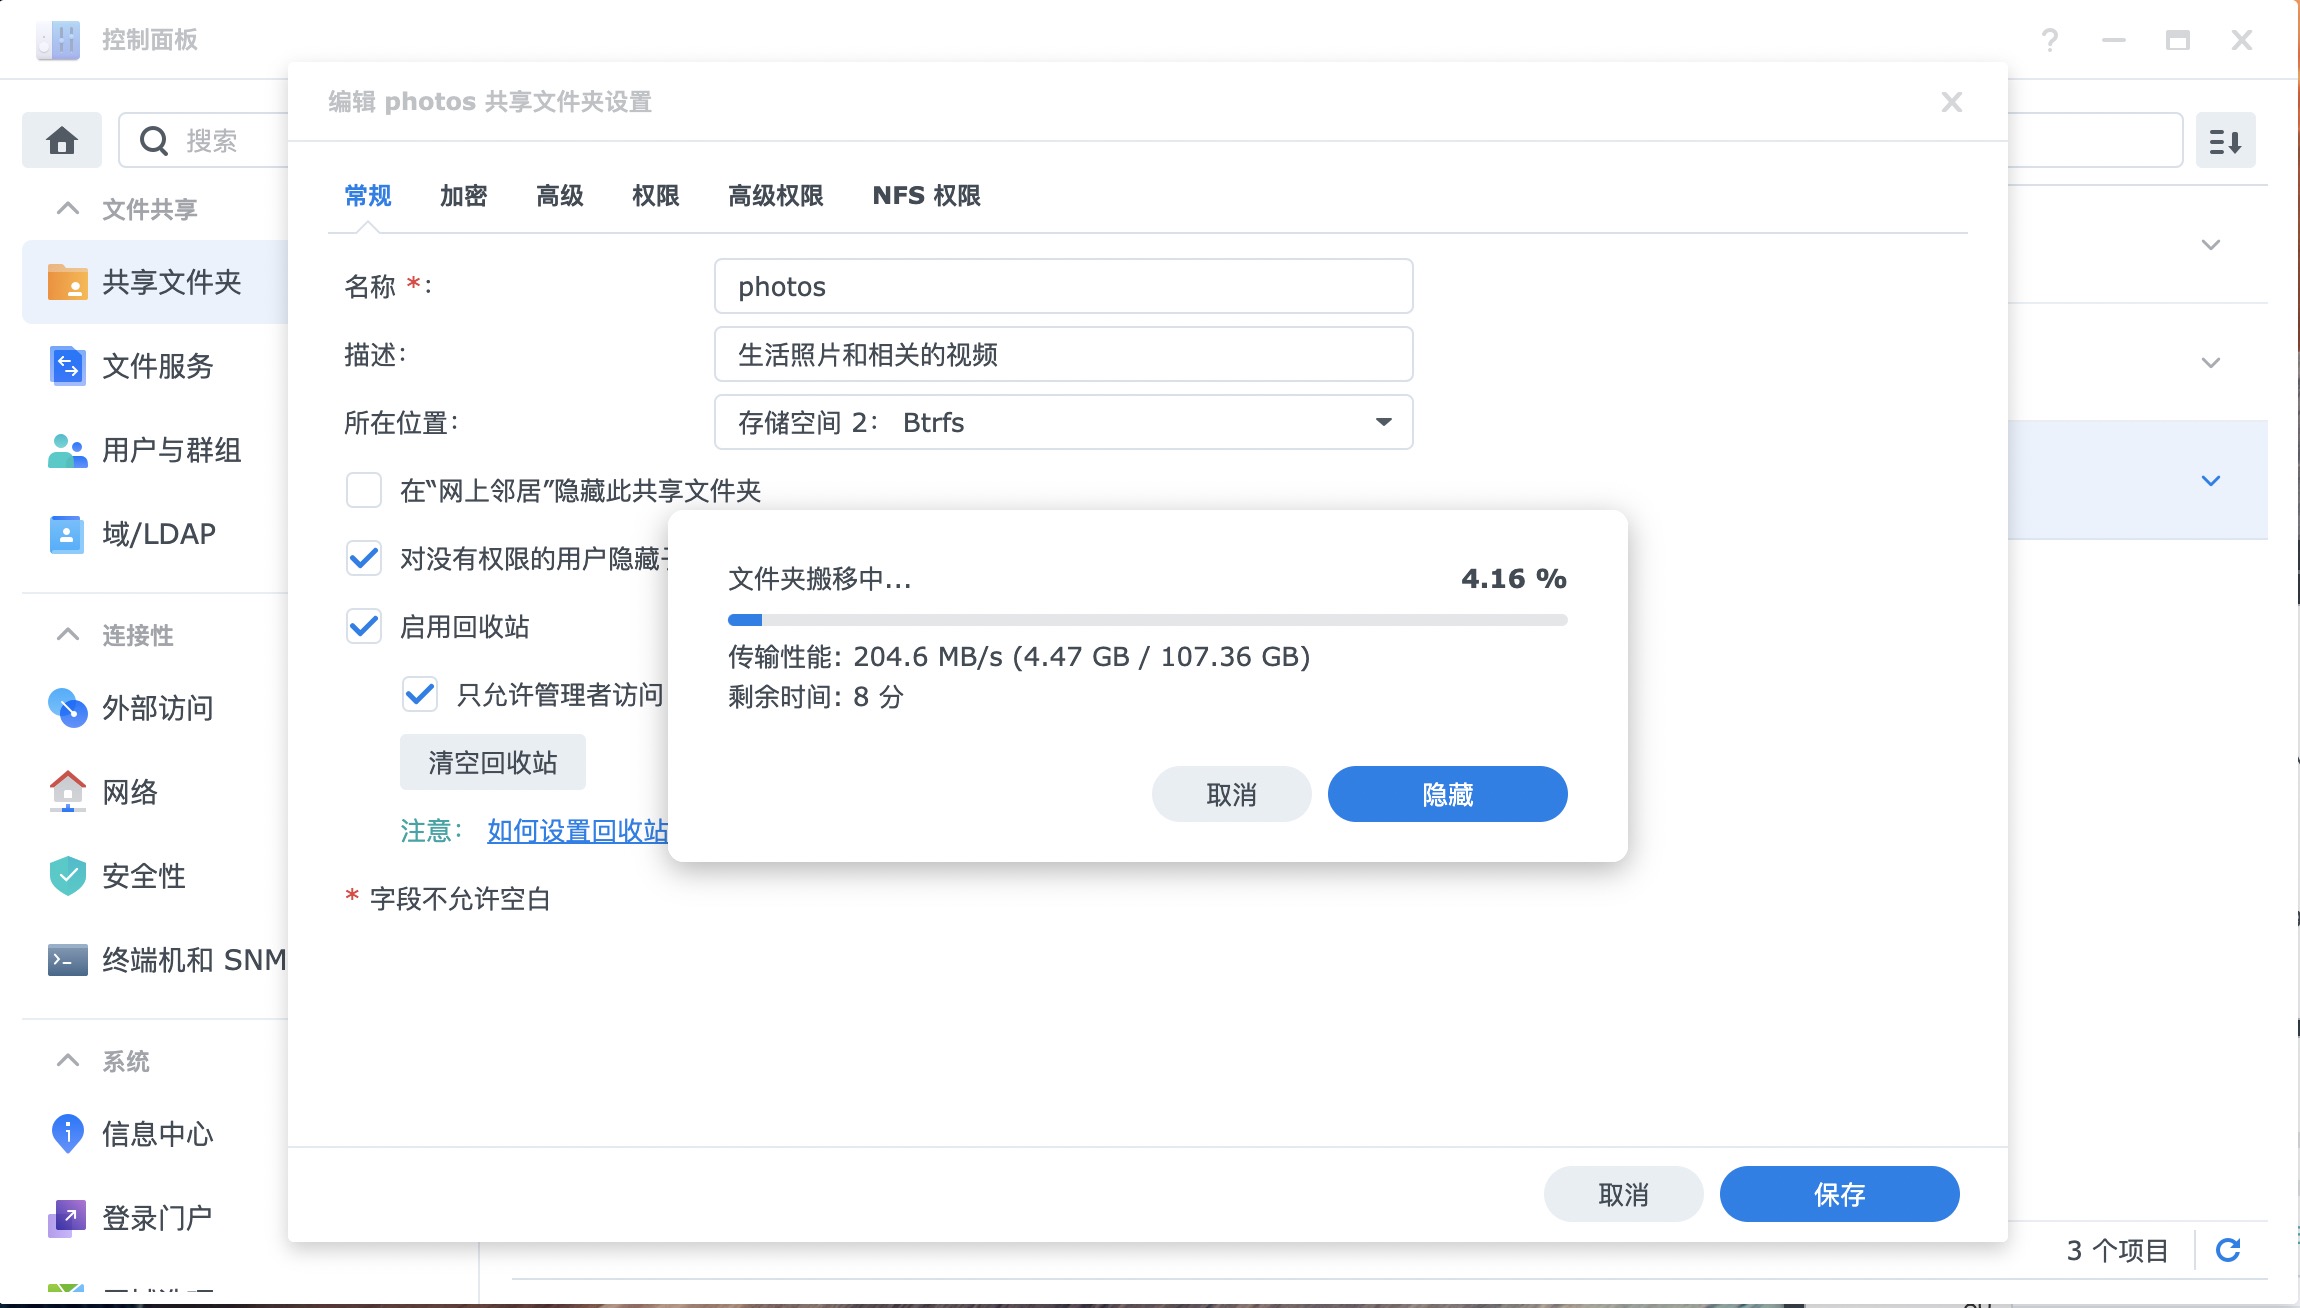 控制面板
搜索
文件共享
共享文件夹
文件服务
用户与群组
域/LDAP
连接性
外部访问
网络
安全性
终端机和 SNM
系统
信息中心
登录门户
编辑 photos 共享文件夹设置
常规 加密 高级 权限 高级权限 NFS 权限
名称 *: photos
描述: 生活照片和相关的视频
所在位置: 存储空间 2: Btrfs
在“网上邻居”隐藏此共享文件夹
对没有权限的用户隐藏
启用回收站
只允许管理者访问
清空回收站
注意: 如何设置回收站
* 字段不允许空白
文件夹搬移中... 4.16 %
传输性能: 204.6 MB/s (4.47 GB / 107.36 GB)
剩余时间: 8 分
取消 隐藏
取消 保存
3 个项目